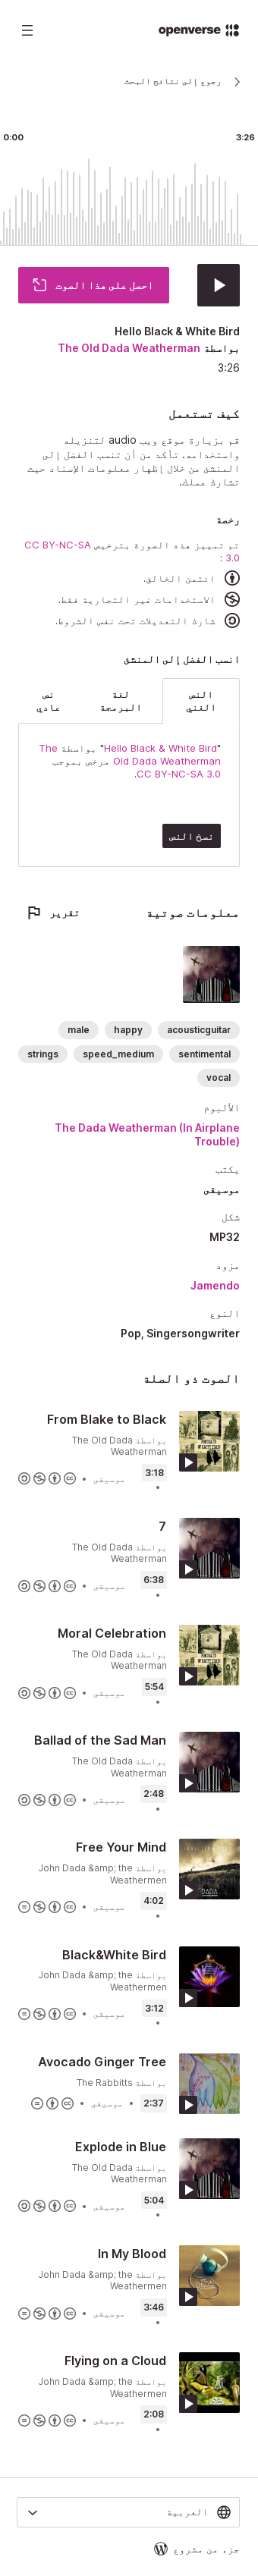 openverse
رجوع إلى نتائج البحث
0:00
3:26
احصل على هذا الصوت
Hello Black & White Bird
بواسطة The Old Dada Weatherman
3:26
كيف تستعمل
قم بزيارة موقع ويب audio لتنزيله
واستخدامه. تأكد من أن تنسب الفضل إلى
المنشئ من خلال إظهار معلومات الإسناد حيث
تشارك عملك.
رخصة
تم تمييز هذه الصورة بترخيص CC BY-NC-SA
3.0 :
ائتمن الخالق.
الاستخدامات غير التجارية فقط.
شارك التعديلات تحت نفس الشروط.
انسب الفضل إلى المنشئ
النص الغني
لغة البرمجة
نص عادي
"Hello Black & White Bird" بواسطة The
Old Dada Weatherman مرخص بموجب
CC BY-NC-SA 3.0.
نسخ النص
معلومات صوتية
تقرير
acousticguitar
happy
male
sentimental
speed_medium
strings
vocal
الألبوم
The Dada Weatherman (In Airplane
Trouble)
يكتب
موسيقى
شكل
MP32
مزود
Jamendo
النوع
Pop, Singersongwriter
الصوت ذو الصلة
From Blake to Black
بواسطة The Old Dada
Weatherman
3:18 • موسيقى •
7
بواسطة The Old Dada
Weatherman
6:38 • موسيقى •
Moral Celebration
بواسطة The Old Dada
Weatherman
5:54 • موسيقى •
Ballad of the Sad Man
بواسطة The Old Dada
Weatherman
2:48 • موسيقى •
Free Your Mind
بواسطة John Dada &amp; the
Weathermen
4:02 • موسيقى •
Black&White Bird
بواسطة John Dada &amp; the
Weathermen
3:12 • موسيقى •
Avocado Ginger Tree
بواسطة The Rabbitts
2:37 • موسيقى •
Explode in Blue
بواسطة The Old Dada
Weatherman
5:04 • موسيقى •
In My Blood
بواسطة John Dada &amp; the
Weathermen
3:46 • موسيقى •
Flying on a Cloud
بواسطة John Dada &amp; the
Weathermen
2:08 • موسيقى •
العربية
جزء من مشروع